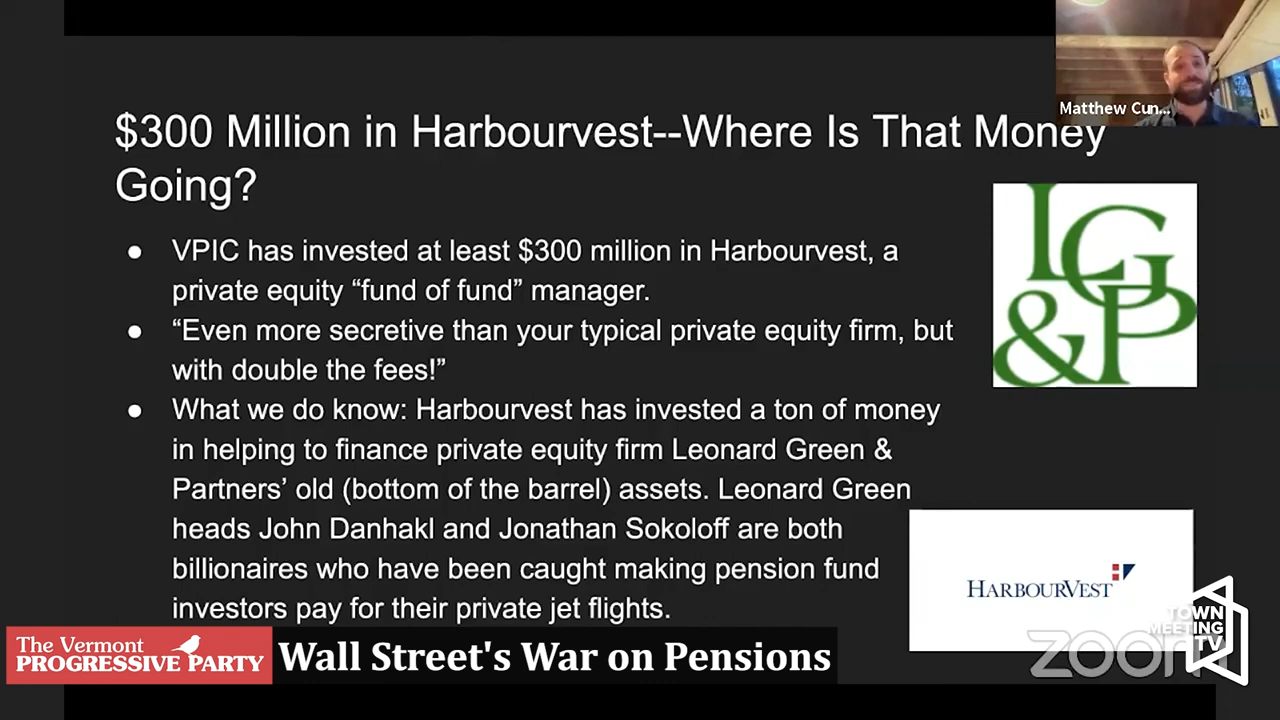 Matthew Cun...
$300 Million in Harbourvest--Where Is That Money
Going?
● VPIC has invested at least $300 million in Harbourvest, a
private equity “fund of fund” manager.
● “Even more secretive than your typical private equity firm, but
with double the fees!”
● What we do know: Harbourvest has invested a ton of money
in helping to finance private equity firm Leonard Green &
Partners’ old (bottom of the barrel) assets. Leonard Green
heads John Danhakl and Jonathan Sokoloff are both
billionaires who have been caught making pension fund
investors pay for their private jet flights.
LG
&P
HARBOURVEST
The Vermont
PROGRESSIVE PARTY
Wall Street's War on Pensions
zoom
TOWN
MEETING
TV